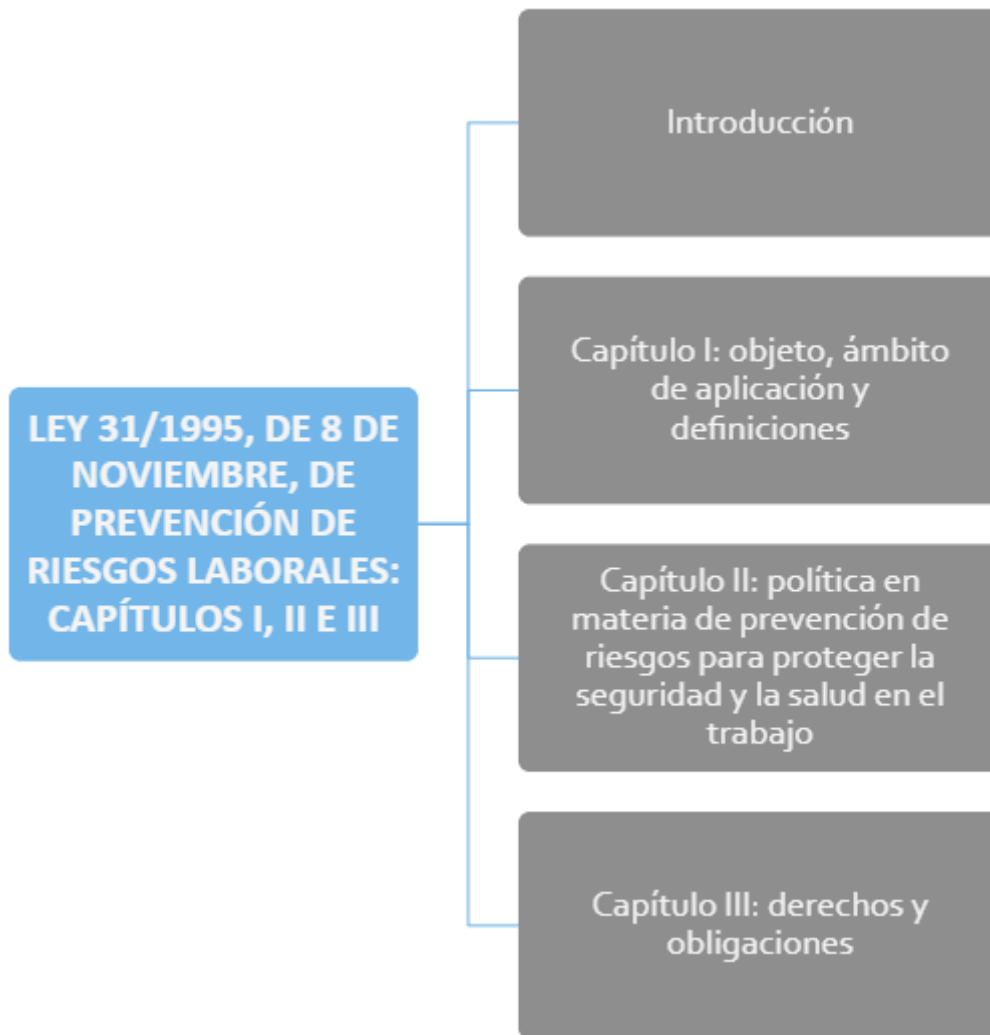 LEY 31/1995, DE 8 DE
NOVIEMBRE, DE
PREVENCIÓN DE
RIESGOS LABORALES:
CAPÍTULOS I, II E III
Introducción
Capítulo I: objeto, ámbito
de aplicación y
definiciones
Capítulo II: política en
materia de prevención de
riesgos para proteger la
seguridad y la salud en el
trabajo
Capítulo III: derechos y
obligaciones